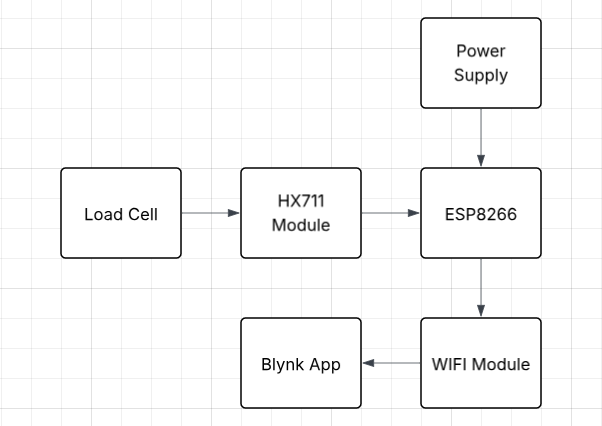 Power
Supply
Load Cell
HX711
Module
ESP8266
Blynk App
WIFI Module